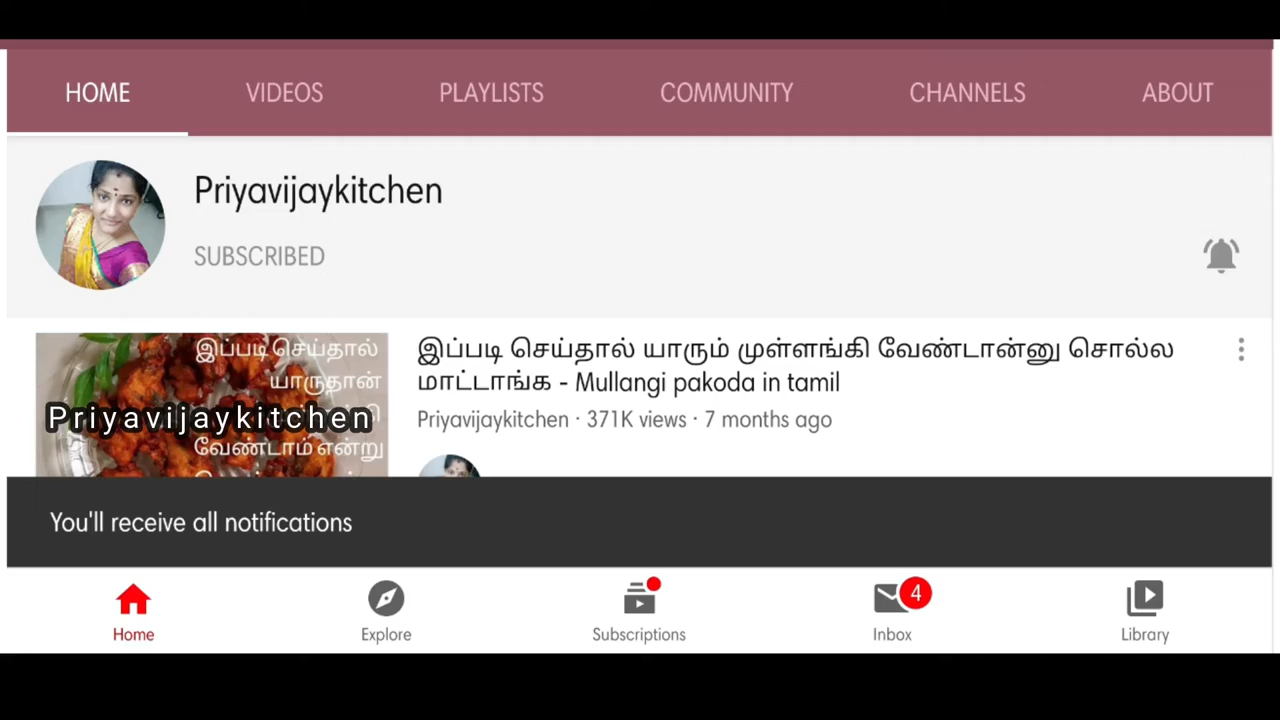 HOME VIDEOS PLAYLISTS COMMUNITY CHANNELS ABOUT
Priyavijaykitchen
SUBSCRIBED
இப்படி செய்தால்
யாருதான்
Priyavijaykitchen
வேண்டாம் என்று
இப்படி செய்தால் யாரும் முள்ளங்கி வேண்டான்னு சொல்ல
மாட்டாங்க - Mullangi pakoda in tamil
Priyavijaykitchen · 371K views · 7 months ago
You'll receive all notifications
4
Home Explore Subscriptions Inbox Library